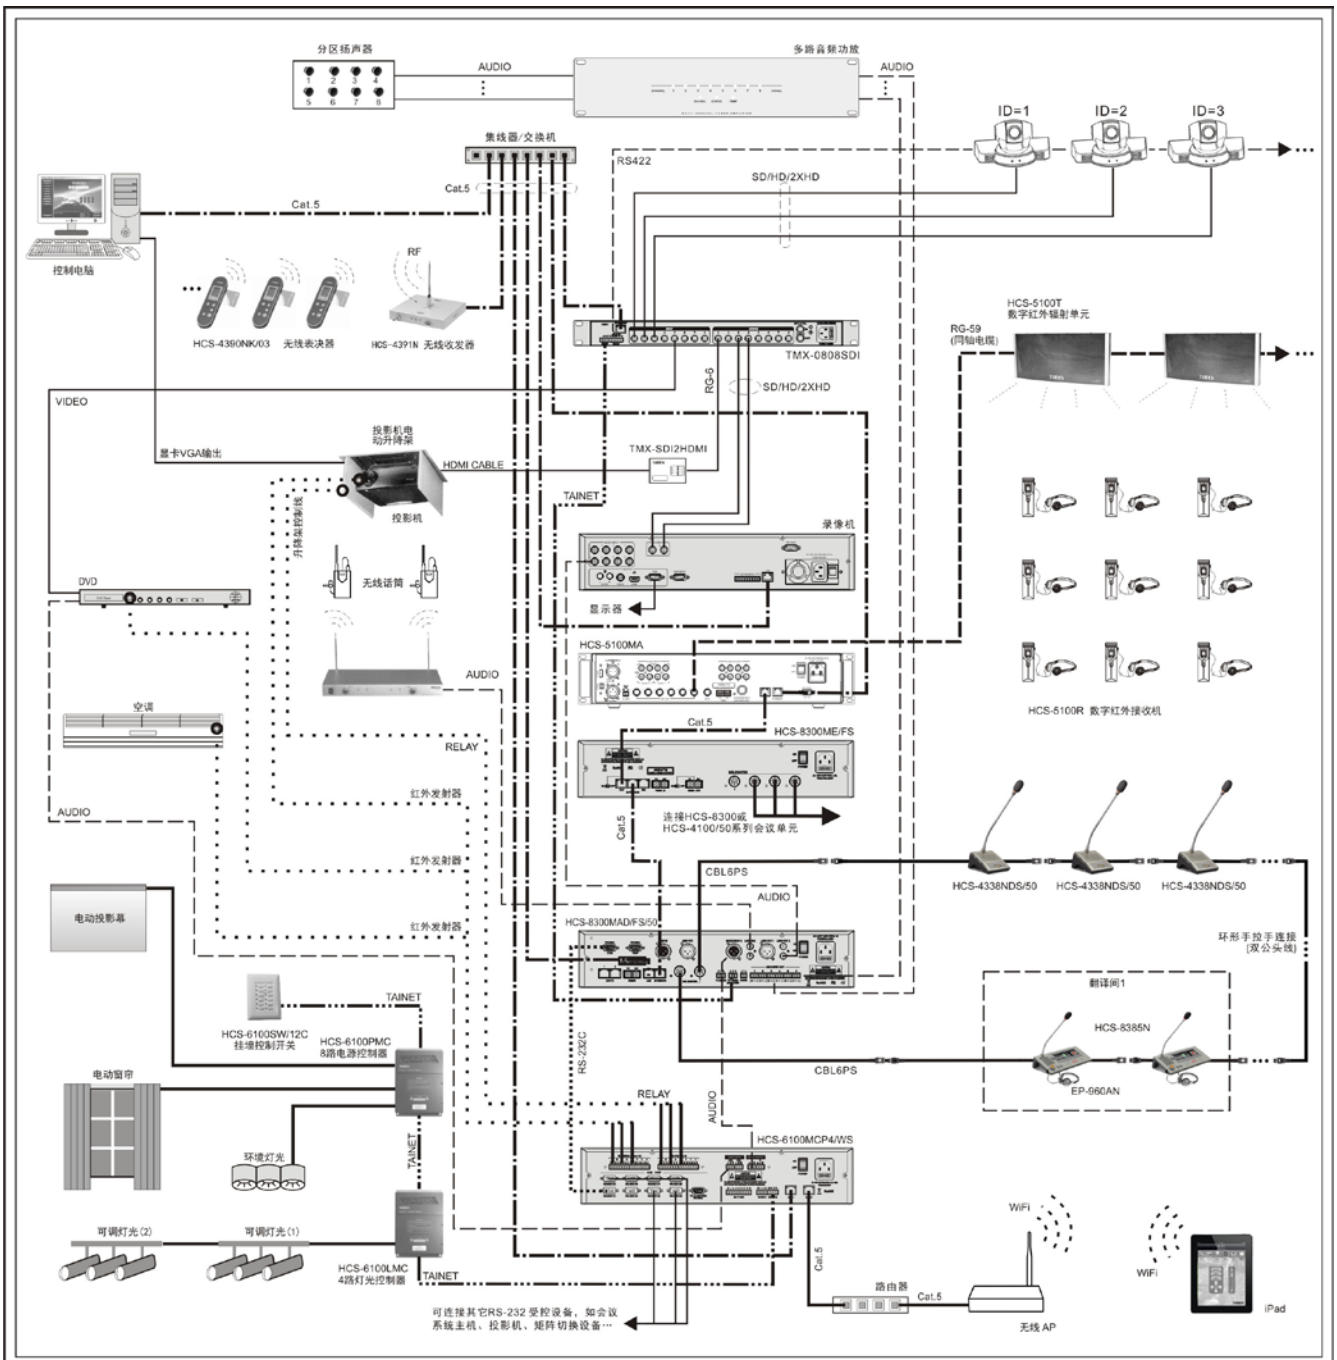 分区扬声器
1 2 3 4
5 6 7 8
AUDIO
多路音频功放
AUDIO
集线器/交换机
Cat.5
RS422
ID=1
ID=2
ID=3
SD/HD/2XHD
Cat.5
控制电脑
RF
HCS-4390NK/03 无线表决器
HCS-4391N 无线收发器
TMX-0808SDI
HCS-5100T
数字红外辐射单元
RG-59
(同轴电缆)
RG-6
SD/HD/2XHD
VIDEO
显卡VGA输出
投影机电
动升降架
HDMI CABLE
TMX-SDI2HDMI
投影机
升降架控制线
TAINET
录像机
显示器
无线话筒
DVD
AUDIO
HCS-5100MA
HCS-5100R 数字红外接收机
空调
RELAY
Cat.5
HCS-8300ME/FS
红外发射器
AUDIO
连接HCS-8300或
HCS-4100/50系列会议单元
Cat.5
红外发射器
CBL6PS
HCS-4338NDS/50
HCS-4338NDS/50
HCS-4338NDS/50
AUDIO
电动投影幕
红外发射器
HCS-8300MAD/FS/50
环形手拉手连接
(双公头线)
TAINET
HCS-6100SW/12C
挂墙控制开关
HCS-6100PMC
8路电源控制器
翻译间1
HCS-8385N
EP-960AN
CBL6PS
RS-232C
电动窗帘
RELAY
AUDIO
TAINET
HCS-6100MCP4/WS
环境灯光
可调灯光(2)
可调灯光(1)
HCS-6100LMC
4路灯光控制器
TAINET
Cat.5
WiFi
WiFi
路由器
Cat.5
无线AP
iPad
可连接其它RS-232 受控设备，如会议
系统主机、投影机、矩阵切换设备…